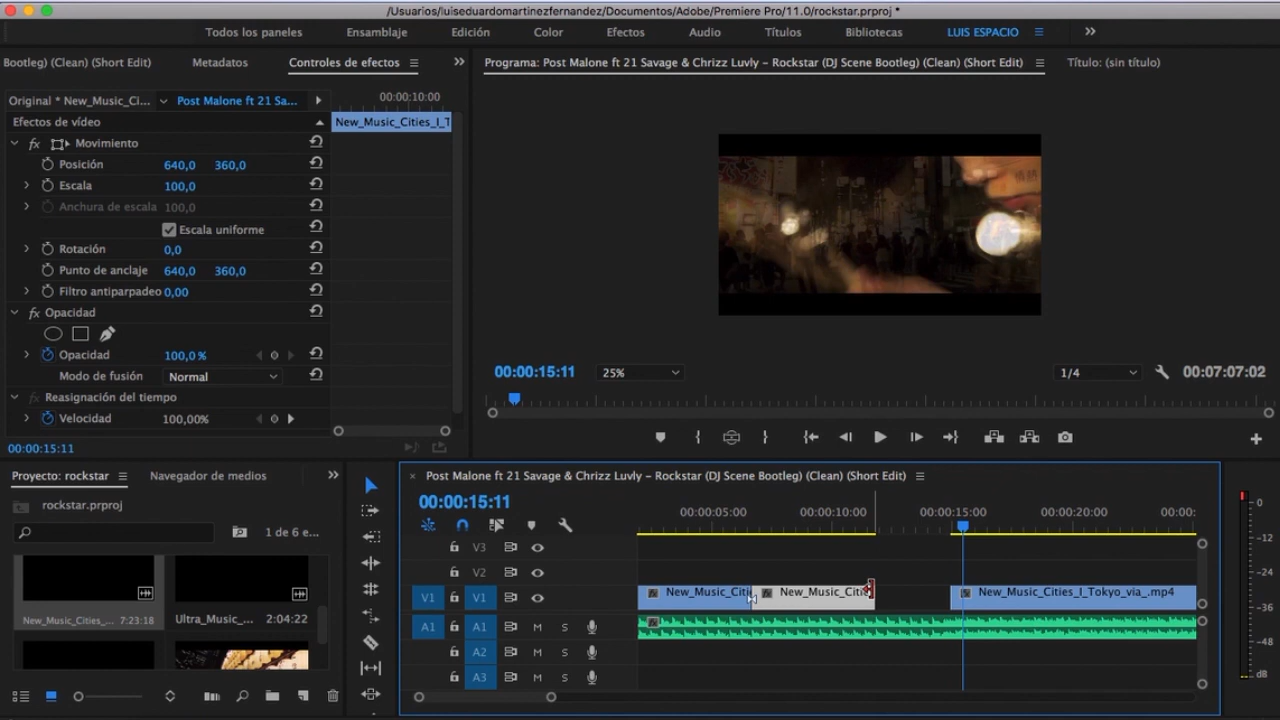 /Usuarios/luiseduardomartinezfernandez/Documentos/Adobe/Premiere Pro/11.0/rockstar.prproj *
Todos los paneles Ensamblaje Edición Color Efectos Audio Títulos Bibliotecas LUIS ESPACIO
Bootleg) (Clean) (Short Edit) Metadatos Controles de efectos
Programa: Post Malone ft 21 Savage & Chrizz Luvly – Rockstar (DJ Scene Bootleg) (Clean) (Short Edit) Título: (sin título)
Original * New_Music_Ci... Post Malone ft 21 Sa... 00:00:10:00
Efectos de vídeo New_Music_Cities_I_T
fx Movimiento
Posición 640,0 360,0
Escala 100,0
Anchura de escala 100,0
Escala uniforme
Rotación 0,0
Punto de anclaje 640,0 360,0
Filtro antiparpadeo 0,00
fx Opacidad
Opacidad 100,0 %
Modo de fusión Normal
Reasignación del tiempo
Velocidad 100,00%
00:00:15:11
00:00:15:11 25% 1/4 00:07:07:02
Proyecto: rockstar Navegador de medios
rockstar.prproj
1 de 6 e...
New_Music_Cities_... 7:23:18 Ultra_Music_... 2:04:22
× Post Malone ft 21 Savage & Chrizz Luvly – Rockstar (DJ Scene Bootleg) (Clean) (Short Edit)
00:00:15:11
00:00:05:00 00:00:10:00 00:00:15:00 00:00:20:00 00:00:
V3
V2
V1 V1 New_Music_Citi New_Music_Citi New_Music_Cities_I_Tokyo_via_.mp4
A1 A1 M S
A2 M S
A3 M S
0
-12
-24
-36
-48
dB